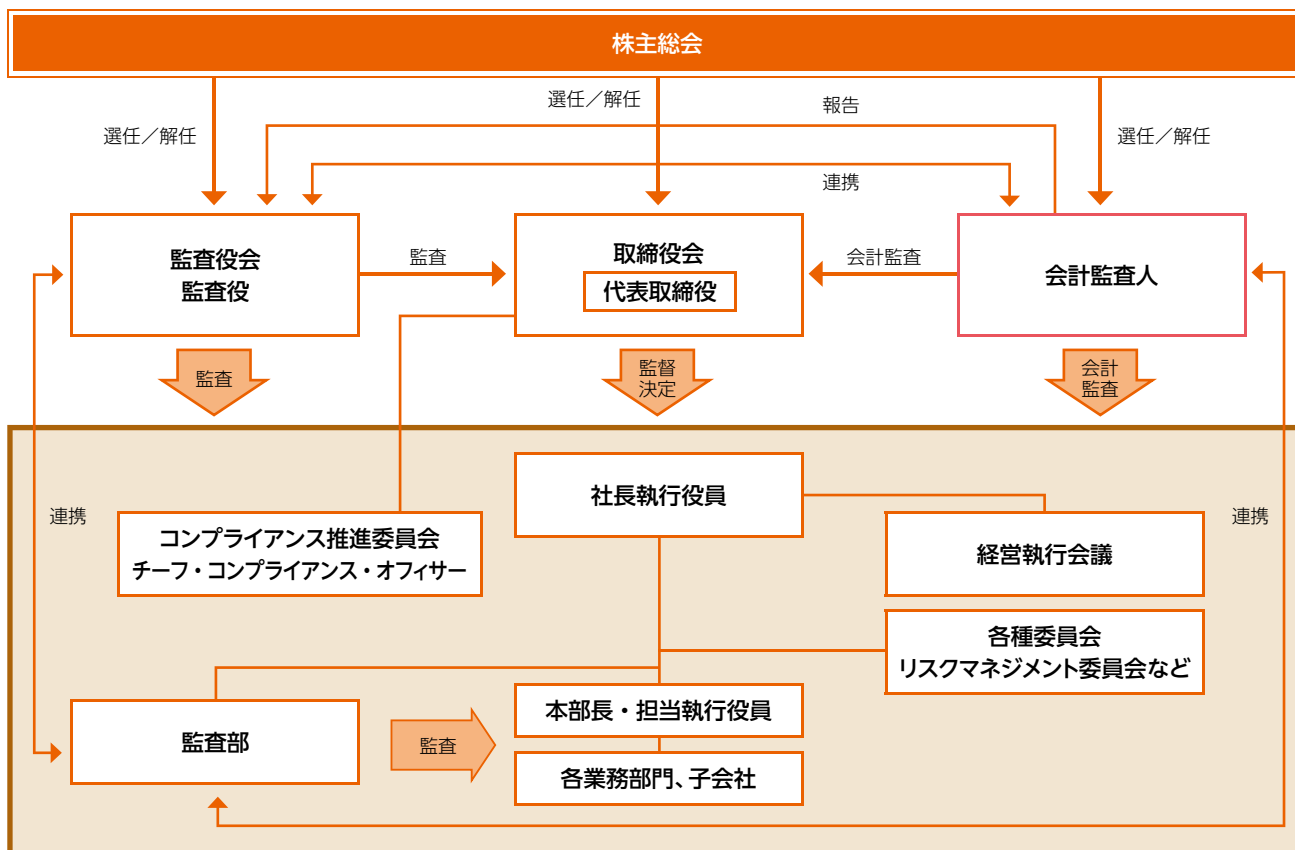 株主総会
選任／解任
選任／解任
報告
選任／解任
連携
監査役会
監査役
監査
取締役会
代表取締役
会計監査
会計監査人
監査
監督
決定
会計
監査
連携
コンプライアンス推進委員会
チーフ・コンプライアンス・オフィサー
社長執行役員
経営執行会議
連携
各種委員会
リスクマネジメント委員会など
監査部
監査
本部長・担当執行役員
各業務部門、子会社